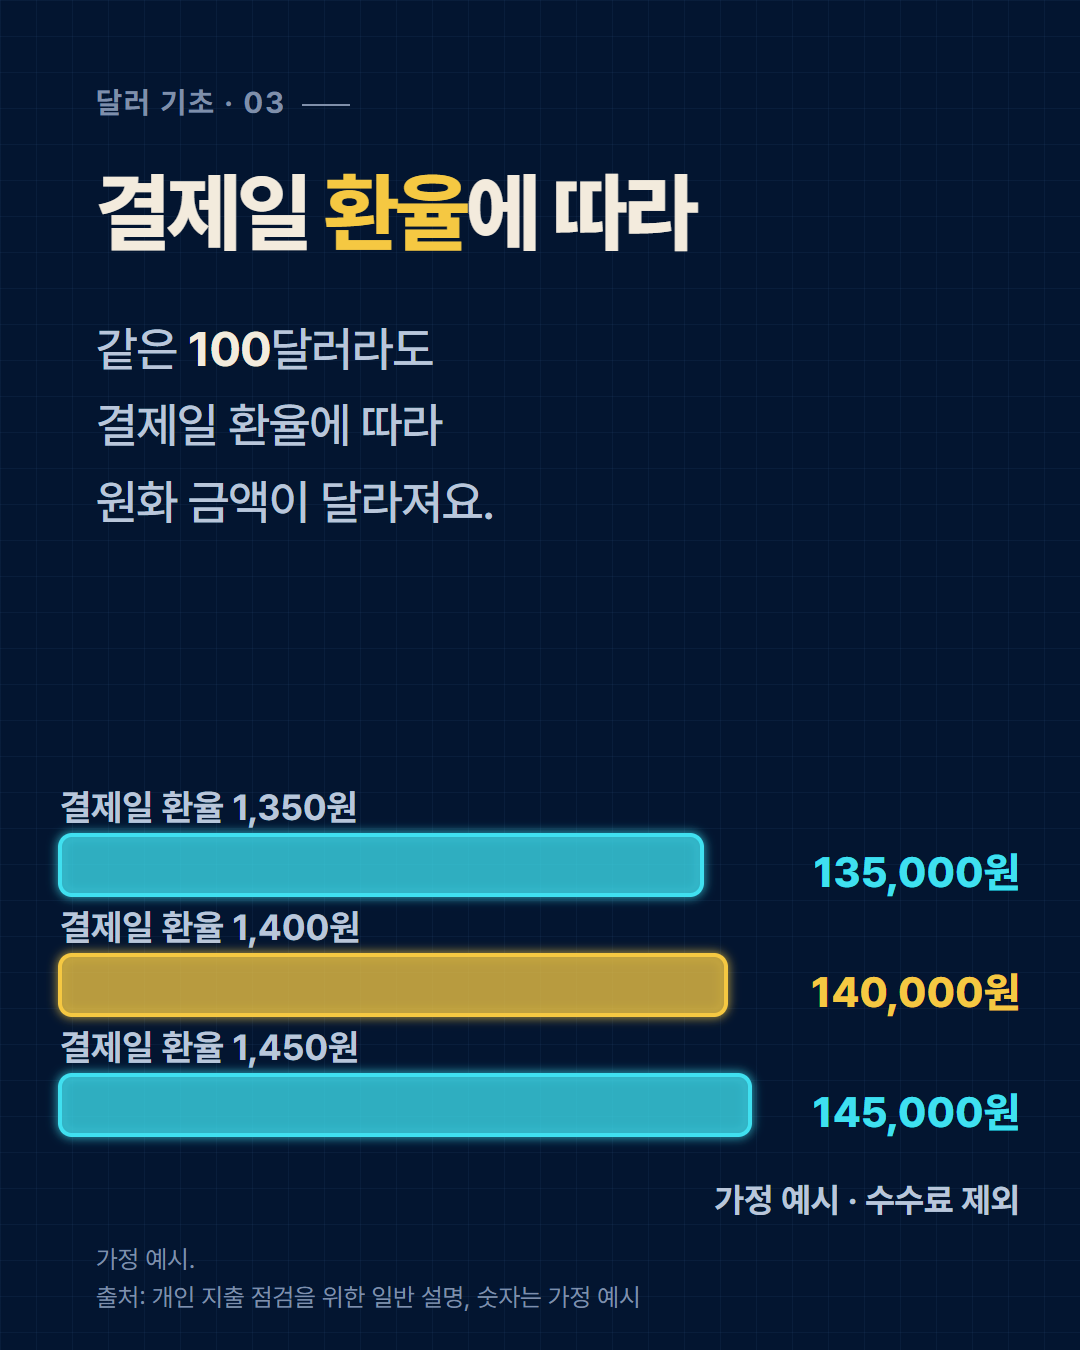 달러 기초 · 03
결제일 환율에 따라
같은 100달러라도
결제일 환율에 따라
원화 금액이 달라져요.
결제일 환율 1,350원
135,000원
결제일 환율 1,400원
140,000원
결제일 환율 1,450원
145,000원
가정 예시 · 수수료 제외
가정 예시.
출처: 개인 지출 점검을 위한 일반 설명, 숫자는 가정 예시